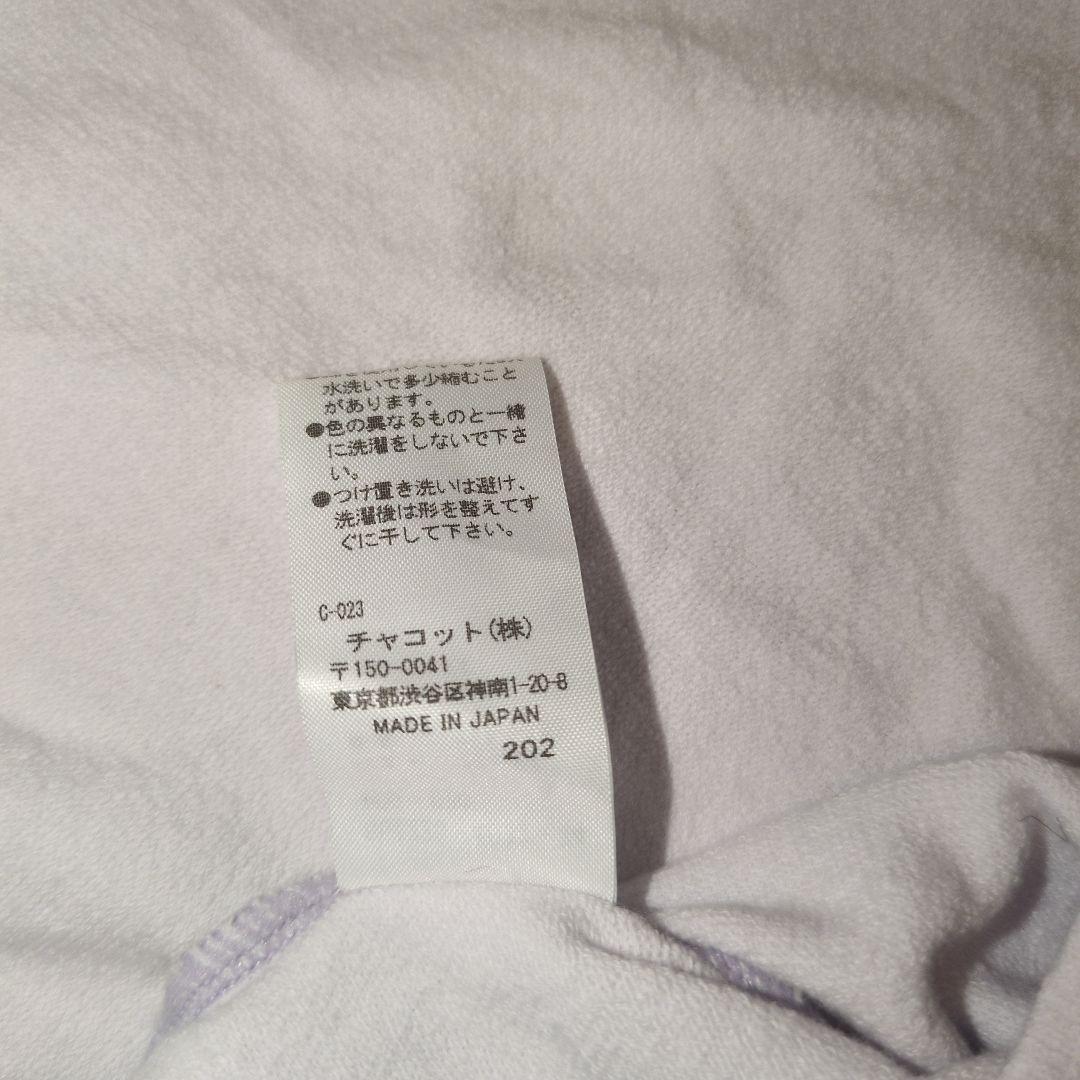 水洗いで多少縮むこと
があります。
●色の異なるものと一緒
に洗濯をしないで下さ
い。
●つけ置き洗いは避け、
洗濯後は形を整えてす
ぐに干して下さい。
C-023
チャコット(株)
〒150-0041
東京都渋谷区神南1-20-8
MADE IN JAPAN
202